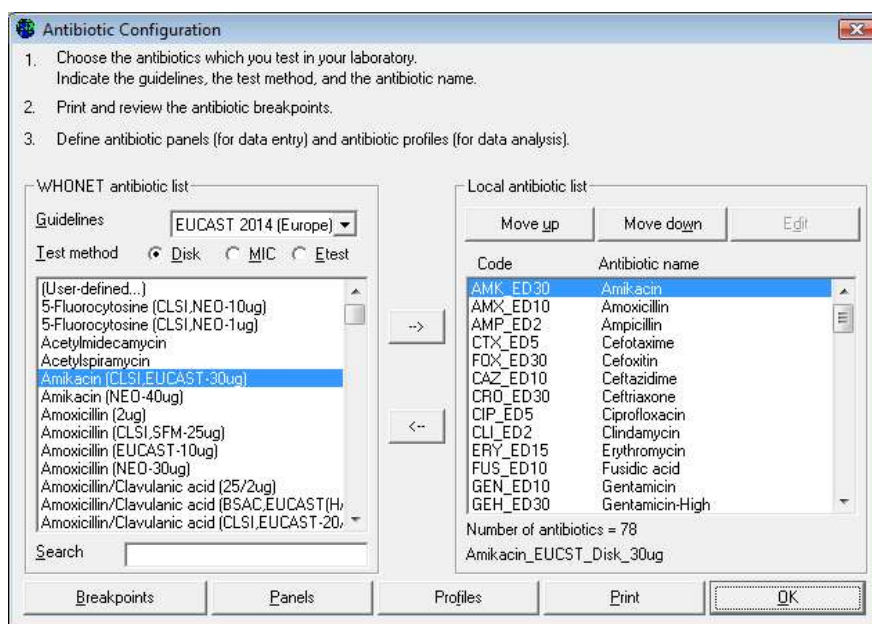 Antibiotic Configuration
1. Choose the antibiotics which you test in your laboratory.
Indicate the guidelines, the test method, and the antibiotic name.
2. Print and review the antibiotic breakpoints.
3. Define antibiotic panels (for data entry) and antibiotic profiles (for data analysis).
WHONET antibiotic list
Guidelines EUCAST 2014 (Europe)
Test method Disk MIC Etest
(User-defined...)
5-Fluorocytosine (CLSI,NEO-10ug)
5-Fluorocytosine (CLSI,NEO-1ug)
Acetylmidecamycin
Acetylspiramycin
Amikacin (CLSI,EUCAST-30ug)
Amikacin (NEO-40ug)
Amoxicillin (2ug)
Amoxicillin (CLSI,SFM-25ug)
Amoxicillin (EUCAST-10ug)
Amoxicillin (NEO-30ug)
Amoxicillin/Clavulanic acid (25/2ug)
Amoxicillin/Clavulanic acid (BSAC,EUCAST(H
Amoxicillin/Clavulanic acid (CLSI,EUCAST-20/
Search
-->
<--
Local antibiotic list
Move up Move down Edit
Code Antibiotic name
AMK_ED30 Amikacin
AMX_ED10 Amoxicillin
AMP_ED2 Ampicillin
CTX_ED5 Cefotaxime
FOX_ED30 Cefoxitin
CAZ_ED10 Ceftazidime
CRO_ED30 Ceftriaxone
CIP_ED5 Ciprofloxacin
CLI_ED2 Clindamycin
ERY_ED15 Erythromycin
FUS_ED10 Fusidic acid
GEN_ED10 Gentamicin
GEH_ED30 Gentamicin-High
Number of antibiotics = 78
Amikacin_EUCST_Disk_30ug
Breakpoints Panels Profiles Print OK